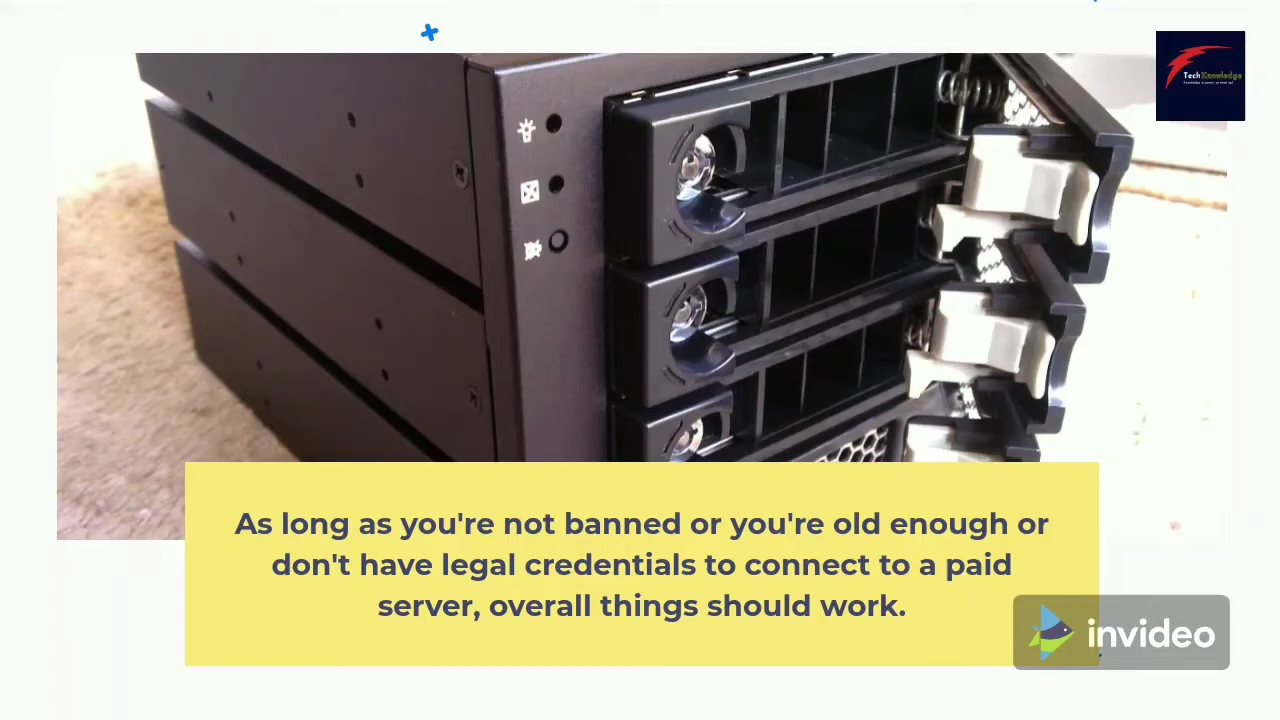 TechKnowledge
As long as you're not banned or you're old enough or
don't have legal credentials to connect to a paid
server, overall things should work.
invideo